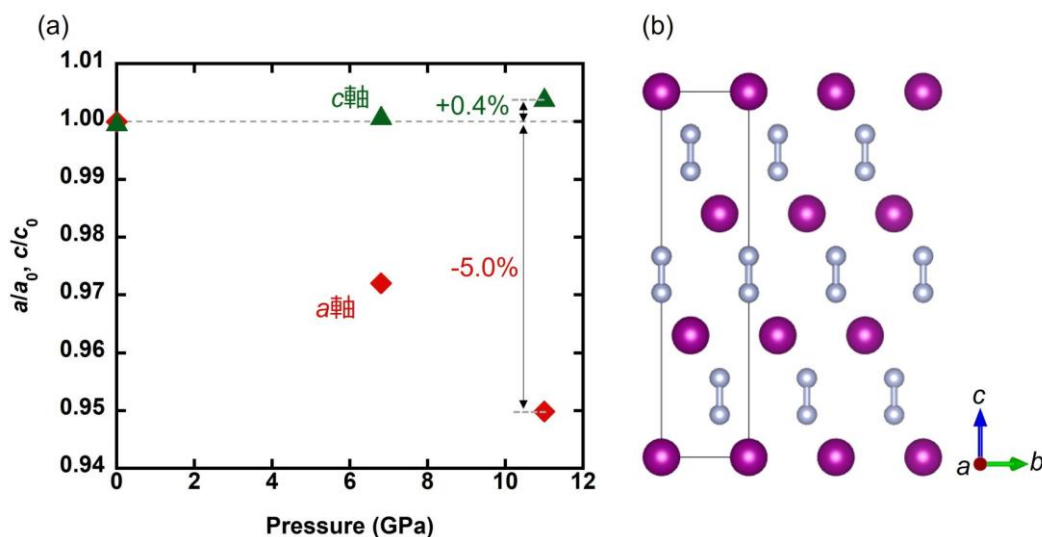 (a)
1.01
1.00
0.99
0.98
0.97
0.96
0.95
0.94
a/a₀, c/c₀
c軸
+0.4%
-5.0%
a軸
0 2 4 6 8 10 12
Pressure (GPa)
(b)
c
a
b